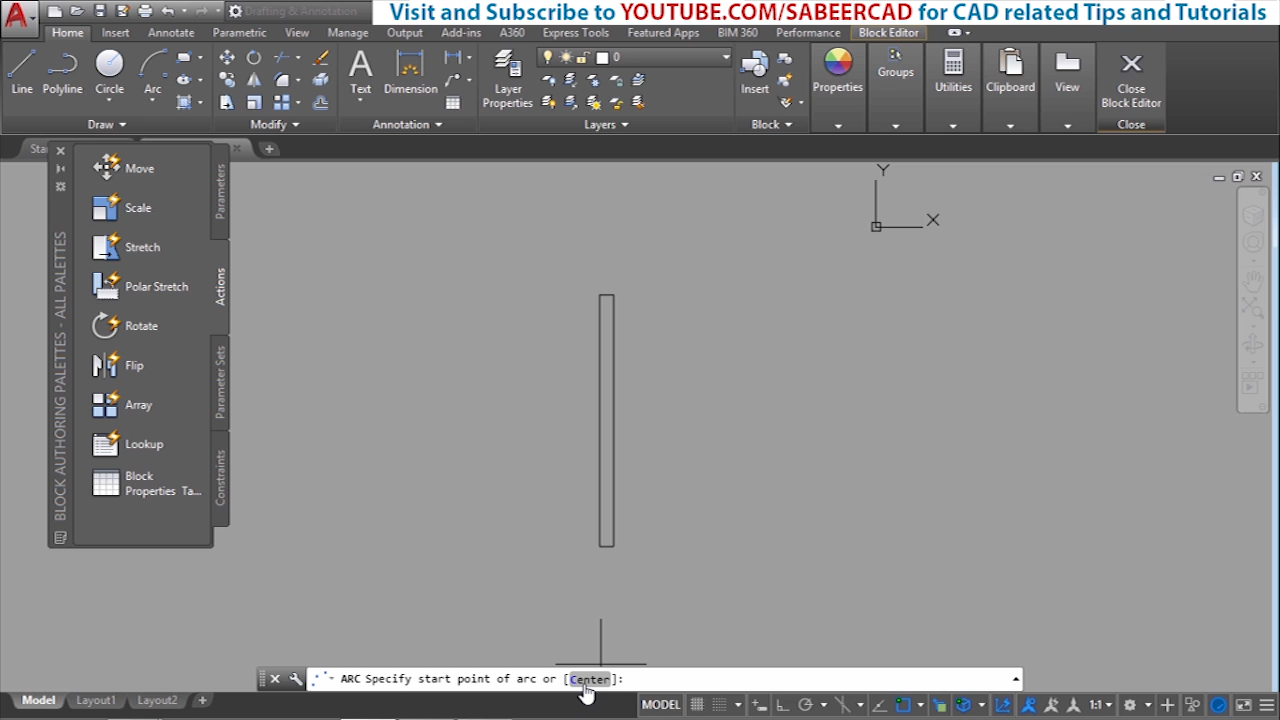 Visit and Subscribe to YOUTUBE.COM/SABEERCAD for CAD related Tips and Tutorials
Drafting & Annotation
Home Insert Annotate Parametric View Manage Output Add-ins A360 Express Tools Featured Apps BIM 360 Performance Block Editor
0
Line Polyline Circle Arc Text Dimension Layer Properties Insert Properties Groups Utilities Clipboard View Close Block Editor
Draw Modify Annotation Layers Block Close
Sta
Move
Scale
Stretch
Polar Stretch
Rotate
Flip
Array
Lookup
Block
Properties Ta...
Parameters
Actions
Parameter Sets
Constraints
BLOCK AUTHORING PALETTES - ALL PALETTES
Y
X
ARC Specify start point of arc or [Center]:
Model Layout1 Layout2 +
MODEL 1:1